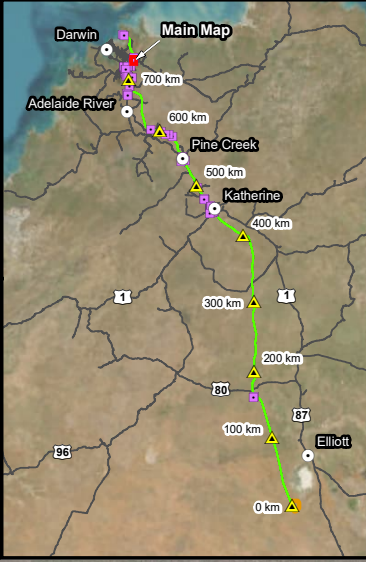 Main Map
Darwin
700 km
Adelaide River
600 km
Pine Creek
500 km
Katherine
400 km
1
300 km
1
200 km
80
87
100 km
Elliott
96
0 km